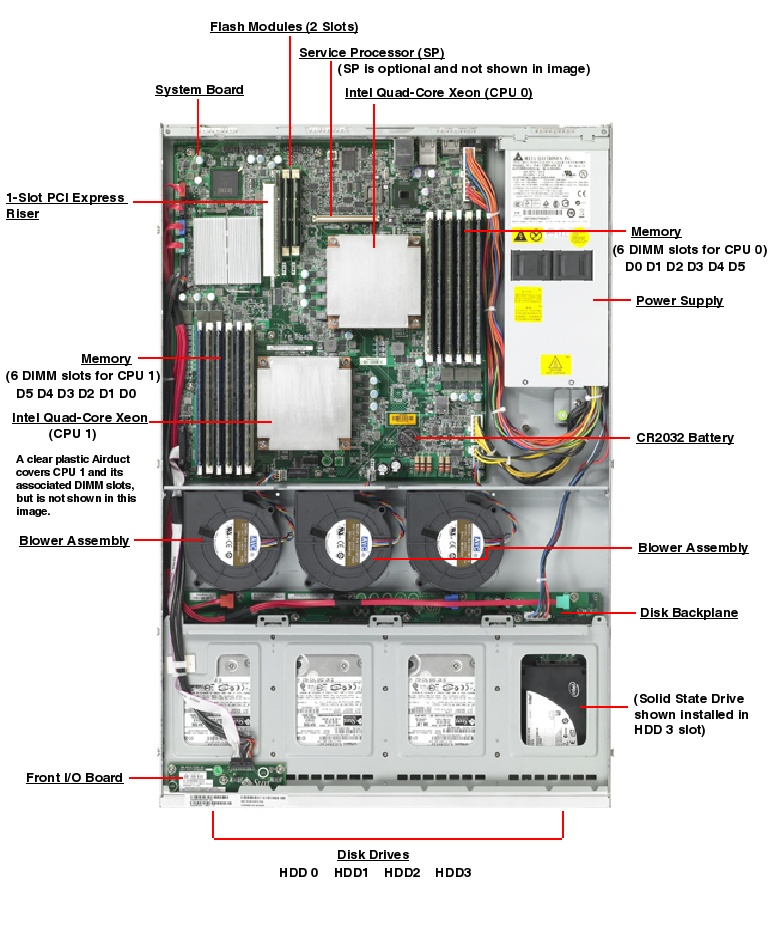 Flash Modules (2 Slots)
Service Processor (SP)
(SP is optional and not shown in image)
System Board
Intel Quad-Core Xeon (CPU 0)
1-Slot PCI Express
Riser
Memory
(6 DIMM slots for CPU 0)
D0 D1 D2 D3 D4 D5
Power Supply
Memory
(6 DIMM slots for CPU 1)
D5 D4 D3 D2 D1 D0
Intel Quad-Core Xeon
(CPU 1)
CR2032 Battery
A clear plastic Airduct
covers CPU 1 and its
associated DIMM slots,
but is not shown in this
image.
Blower Assembly
Blower Assembly
Disk Backplane
(Solid State Drive
shown installed in
HDD 3 slot)
Front I/O Board
Disk Drives
HDD 0 HDD1 HDD2 HDD3